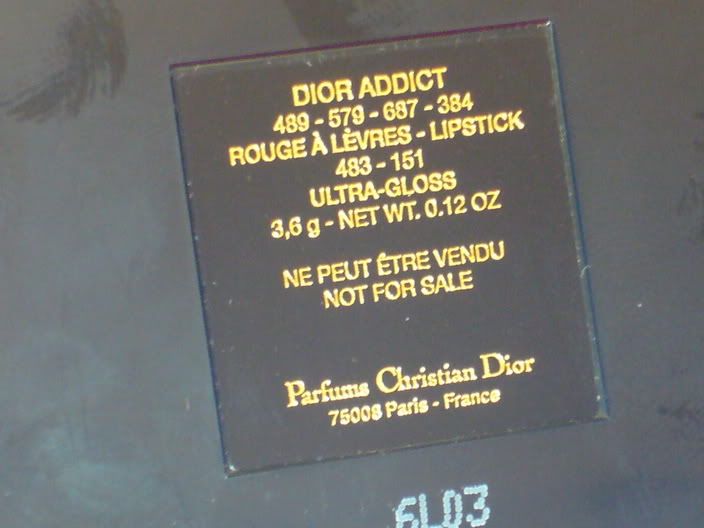 DIOR ADDICT
489 - 579 - 687 - 384
ROUGE À LÈVRES - LIPSTICK
483 - 151
ULTRA-GLOSS
3,6 g - NET WT. 0.12 OZ
NE PEUT ÊTRE VENDU
NOT FOR SALE
Parfums Christian Dior
75008 Paris - France
6L03